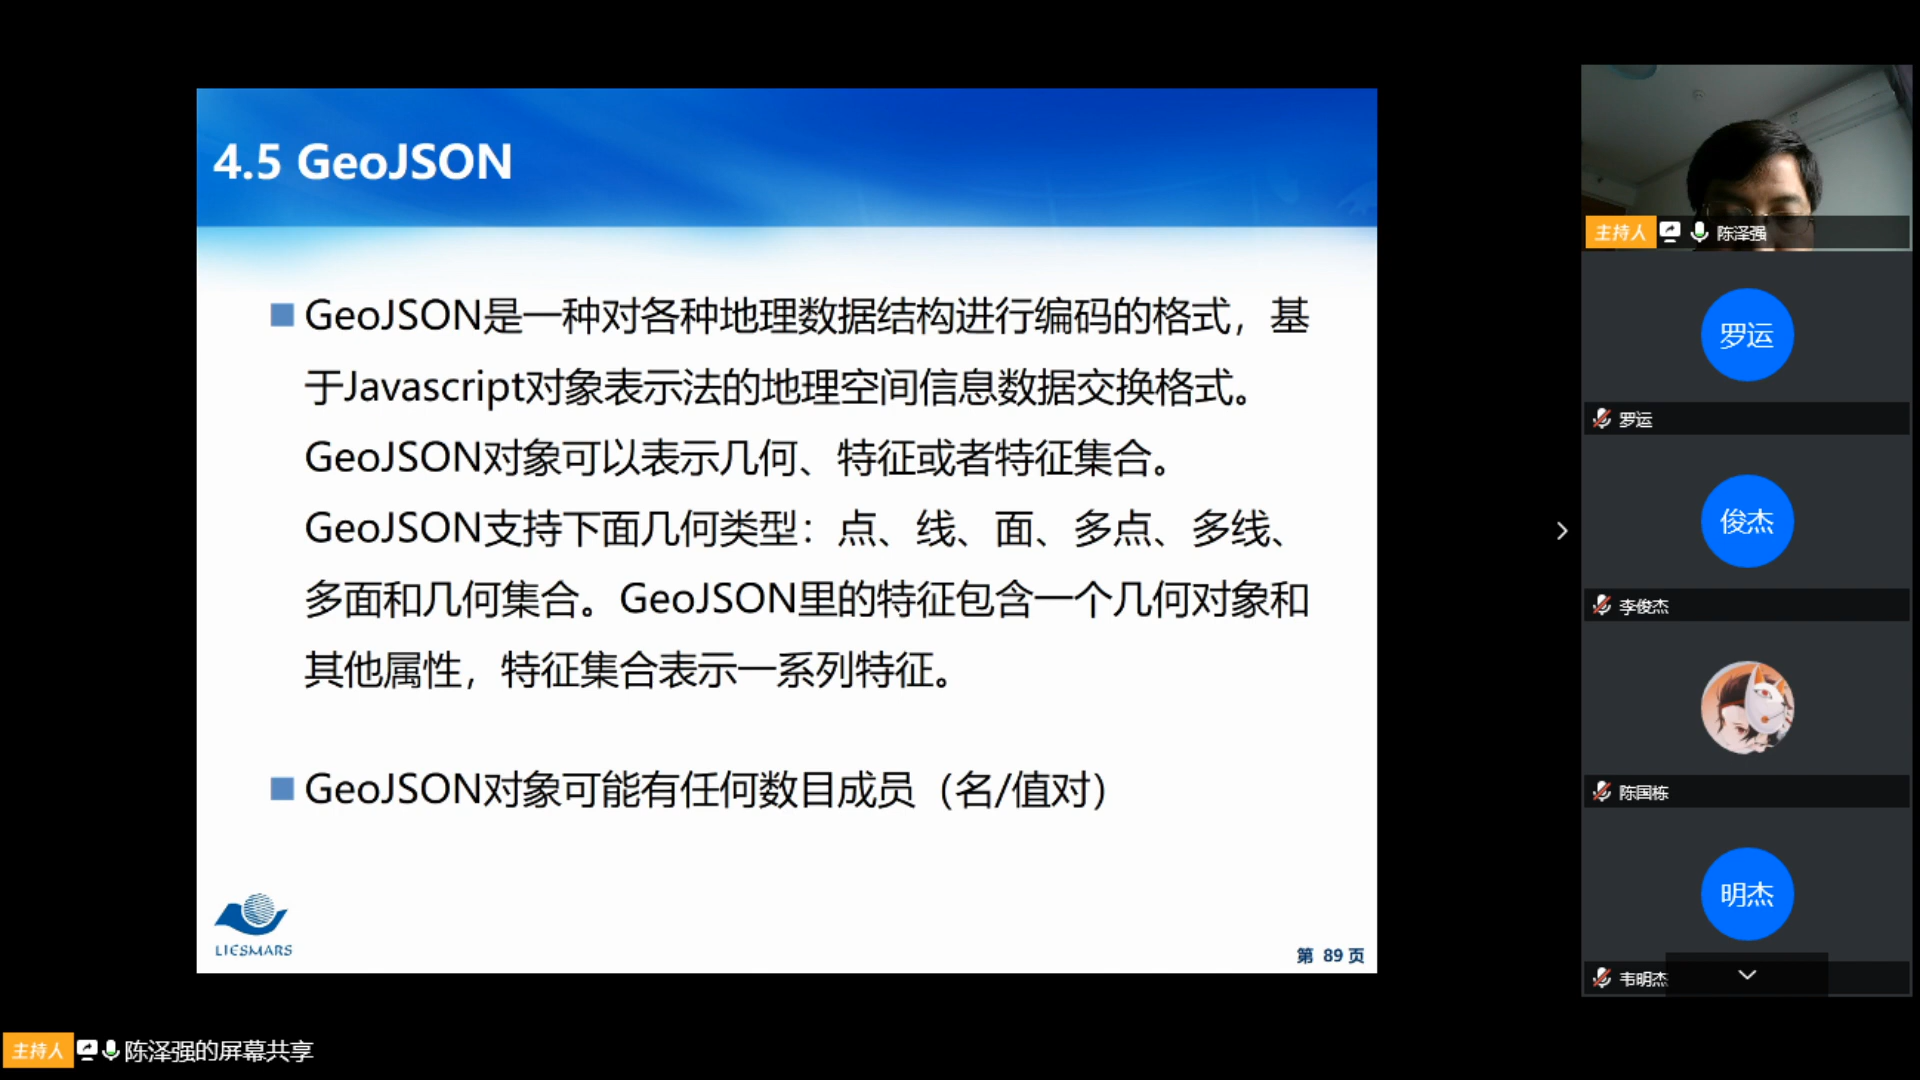 4.5 GeoJSON
GeoJSON是一种对各种地理数据结构进行编码的格式，基
于Javascript对象表示法的地理空间信息数据交换格式。
GeoJSON对象可以表示几何、特征或者特征集合。
GeoJSON支持下面几何类型：点、线、面、多点、多线、
多面和几何集合。GeoJSON里的特征包含一个几何对象和
其他属性，特征集合表示一系列特征。
GeoJSON对象可能有任何数目成员（名/值对）
LIESMARS
第 89 页
主持人 陈泽强
罗运
罗运
俊杰
李俊杰
陈国栋
明杰
韦明杰
主持人 陈泽强的屏幕共享